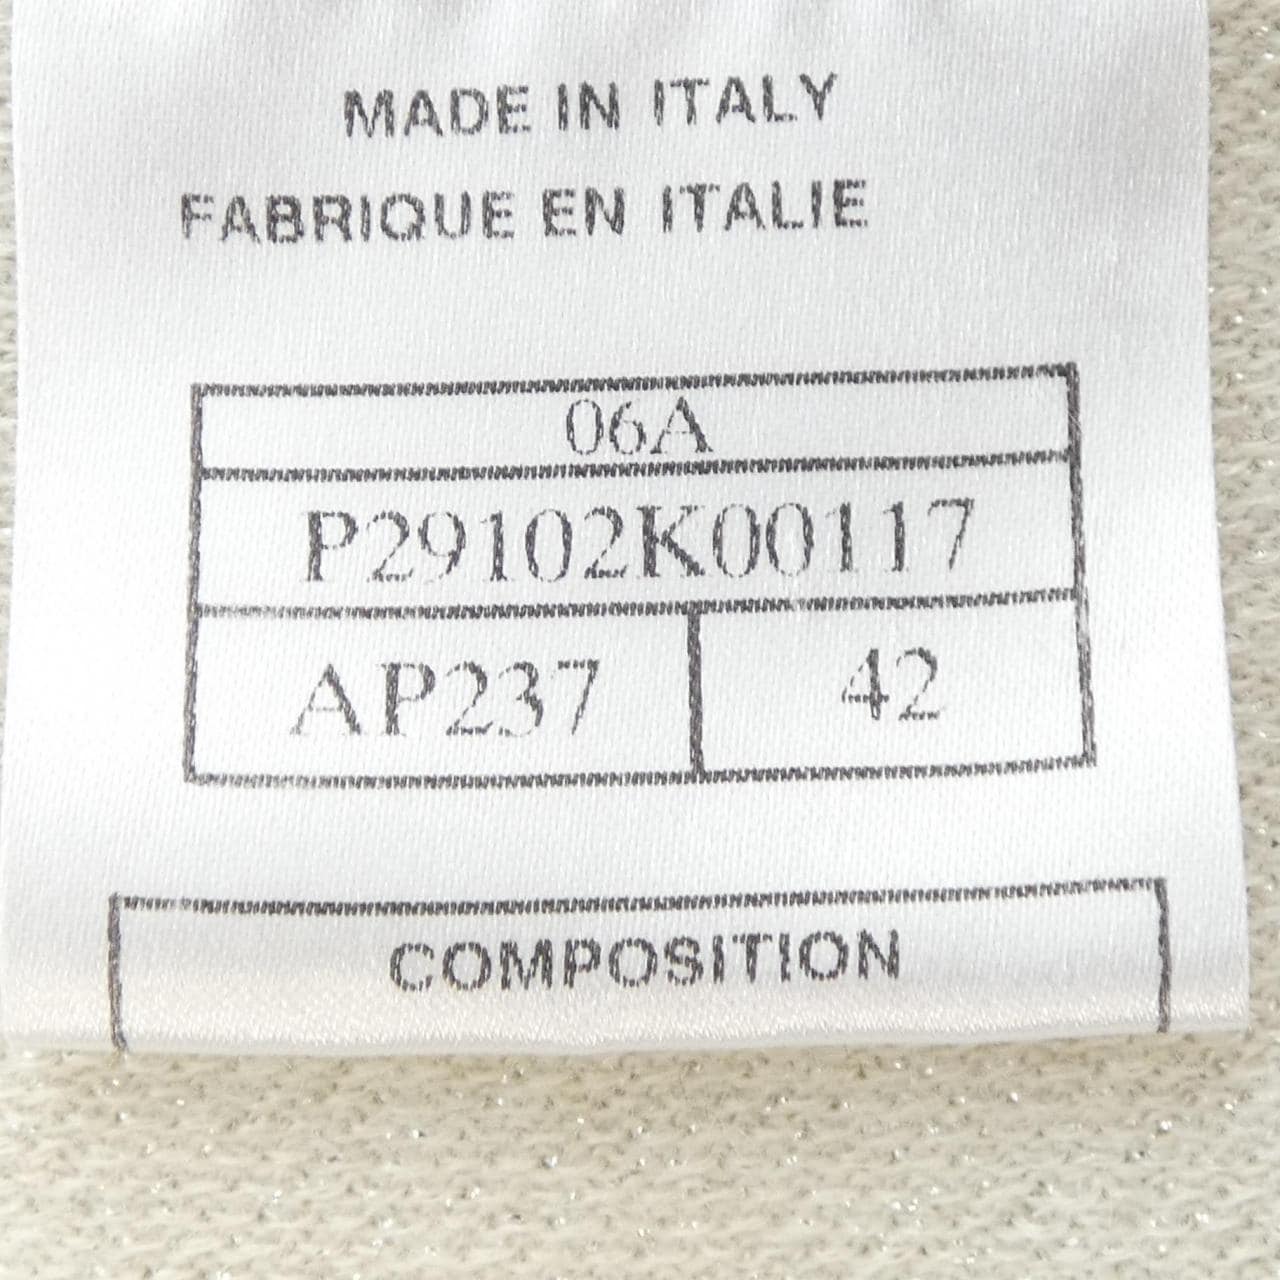 MADE IN ITALY
FABRIQUE EN ITALIE
06A
P29102K00117
AP237 42
COMPOSITION